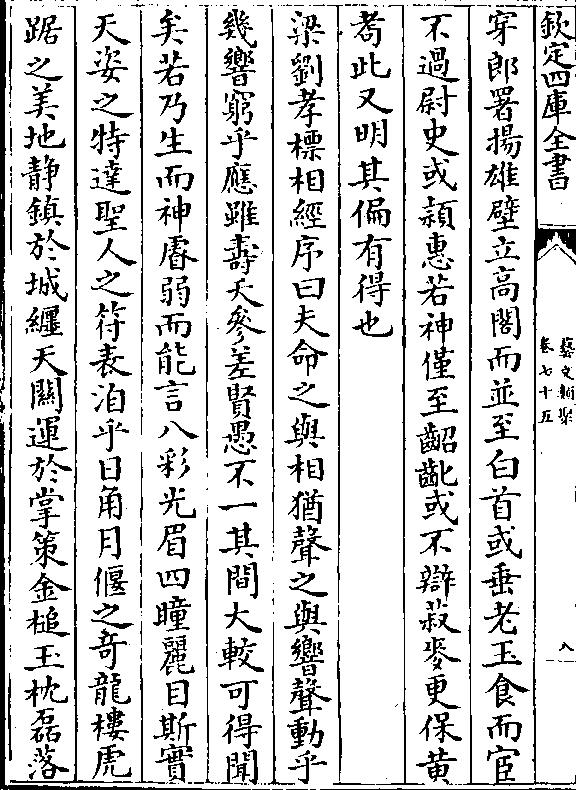 欽定四庫全書
藝文類聚
卷七十五
八
穿郎署揚雄壁立高閣而並至白首或垂老玉食而宦
不過尉史或頴惠若神僅至齠齔或不辯菽麥更保黄
耇此又明其偏有得也
梁劉孝標相經序曰夫命之與相猶聲之與響聲動乎
幾響窮乎應雖壽夭參差賢愚不一其間大較可得聞
矣若乃生而神睿弱而能言八彩光眉四瞳麗目斯實
天姿之特達聖人之符表洎乎日角月偃之奇龍樓虎
踞之美地静鎮於城纒天關運於掌策金槌玉枕磊落